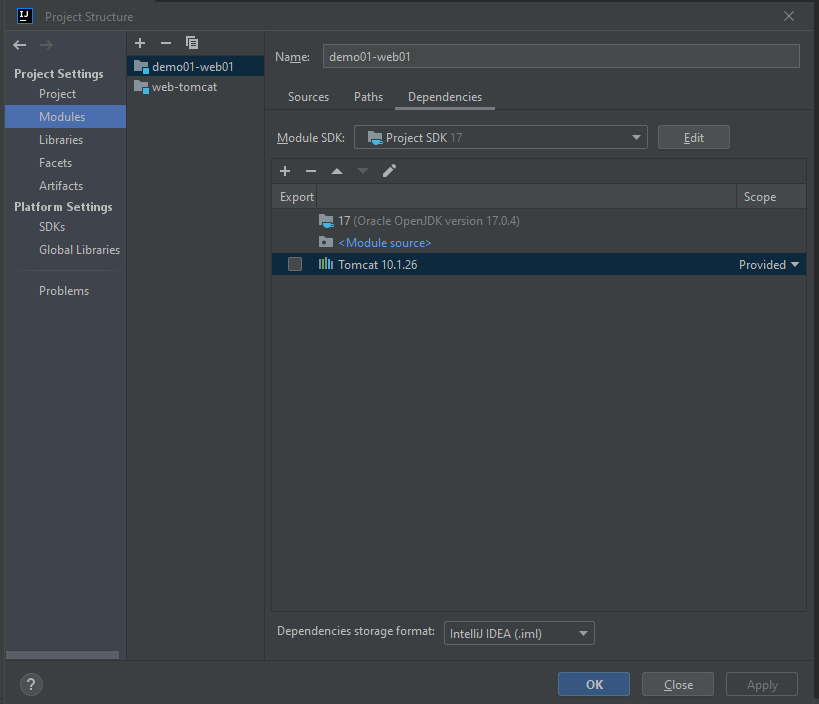 Project Structure
Project Settings
Project
Modules
Libraries
Facets
Artifacts
Platform Settings
SDKs
Global Libraries
Problems
demo01-web01
web-tomcat
Name: demo01-web01
Sources Paths Dependencies
Module SDK: Project SDK 17 Edit
Export Scope
17 (Oracle OpenJDK version 17.0.4)
<Module source>
Tomcat 10.1.26 Provided
Dependencies storage format: IntelliJ IDEA (.iml)
? OK Close Apply